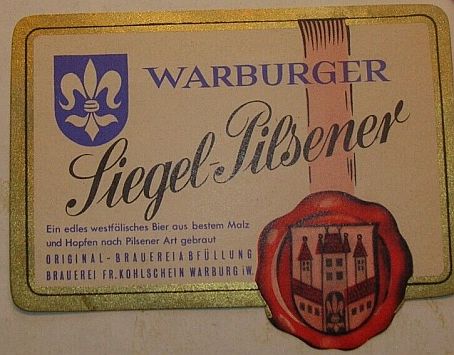 WARBURGER
Siegel-Pilsener
Ein edles westfälisches Bier aus bestem Malz
und Hopfen nach Pilsener Art gebraut
ORIGINAL-BRAUEREIABFÜLLUNG
BRAUEREI FR. KOHLSCHEIN WARBURG i.W.